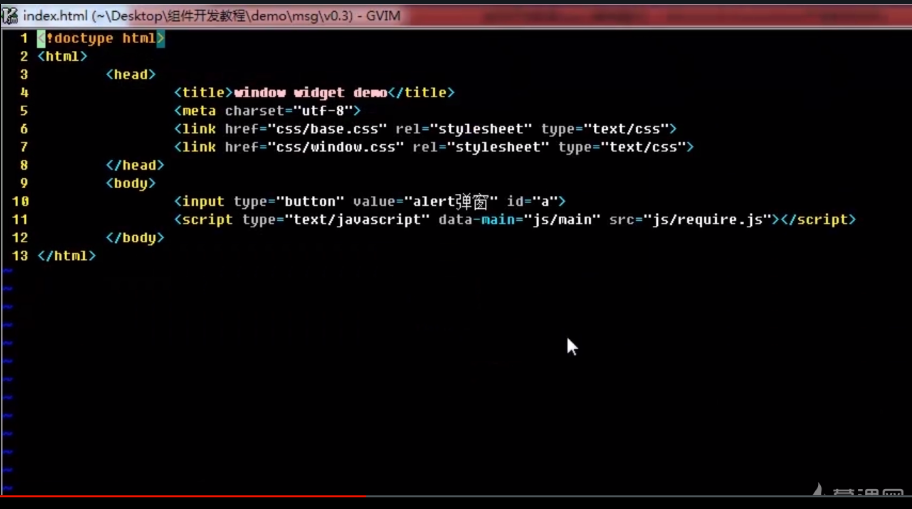 index.html (~\Desktop\组件开发教程\demo\msg\v0.3) - GVIM
1 <!doctype html>
2 <html>
3 <head>
4 <title>window widget demo</title>
5 <meta charset="utf-8">
6 <link href="css/base.css" rel="stylesheet" type="text/css">
7 <link href="css/window.css" rel="stylesheet" type="text/css">
8 </head>
9 <body>
10 <input type="button" value="alert弹窗" id="a">
11 <script type="text/javascript" data-main="js/main" src="js/require.js"></script>
12 </body>
13 </html>
~
~
~
~
~
~
~
~
~
~
~
~
~